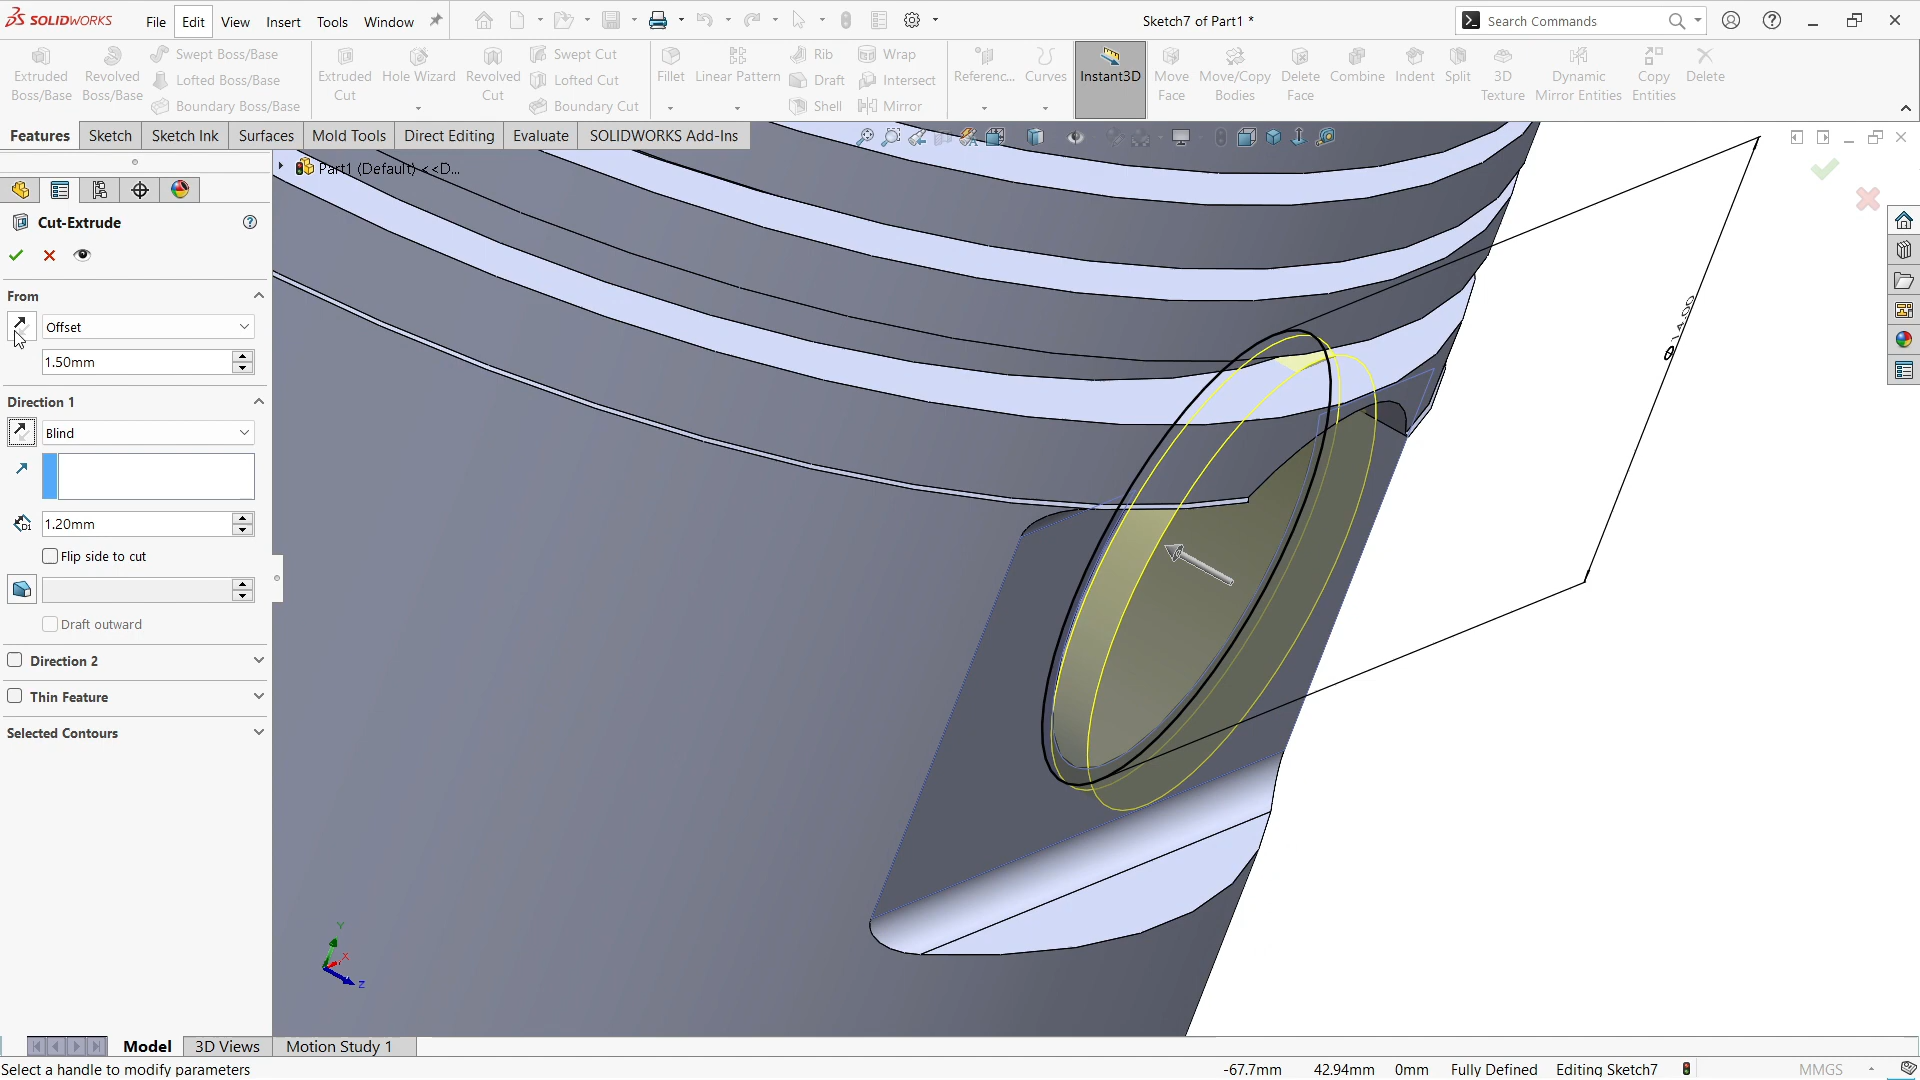 SOLIDWORKS
File
Edit
View
Insert
Tools
Window
Sketch7 of Part1 *
Search Commands
Extruded Boss/Base
Revolved Boss/Base
Swept Boss/Base
Lofted Boss/Base
Boundary Boss/Base
Extruded Cut
Hole Wizard
Revolved Cut
Swept Cut
Lofted Cut
Boundary Cut
Fillet
Linear Pattern
Rib
Draft
Shell
Wrap
Intersect
Mirror
Referenc...
Curves
Instant3D
Move Face
Move/Copy Bodies
Delete Face
Combine
Indent
Split
3D Texture
Dynamic Mirror Entities
Copy Entities
Delete
Features
Sketch
Sketch Ink
Surfaces
Mold Tools
Direct Editing
Evaluate
SOLIDWORKS Add-Ins
Part1 (Default) <<D...
Cut-Extrude
From
Offset
1.50mm
Direction 1
Blind
1.20mm
Flip side to cut
Draft outward
Direction 2
Thin Feature
Selected Contours
Y
X
Z
Model
3D Views
Motion Study 1
Select a handle to modify parameters
-67.7mm
42.94mm
0mm
Fully Defined
Editing Sketch7
MMGS